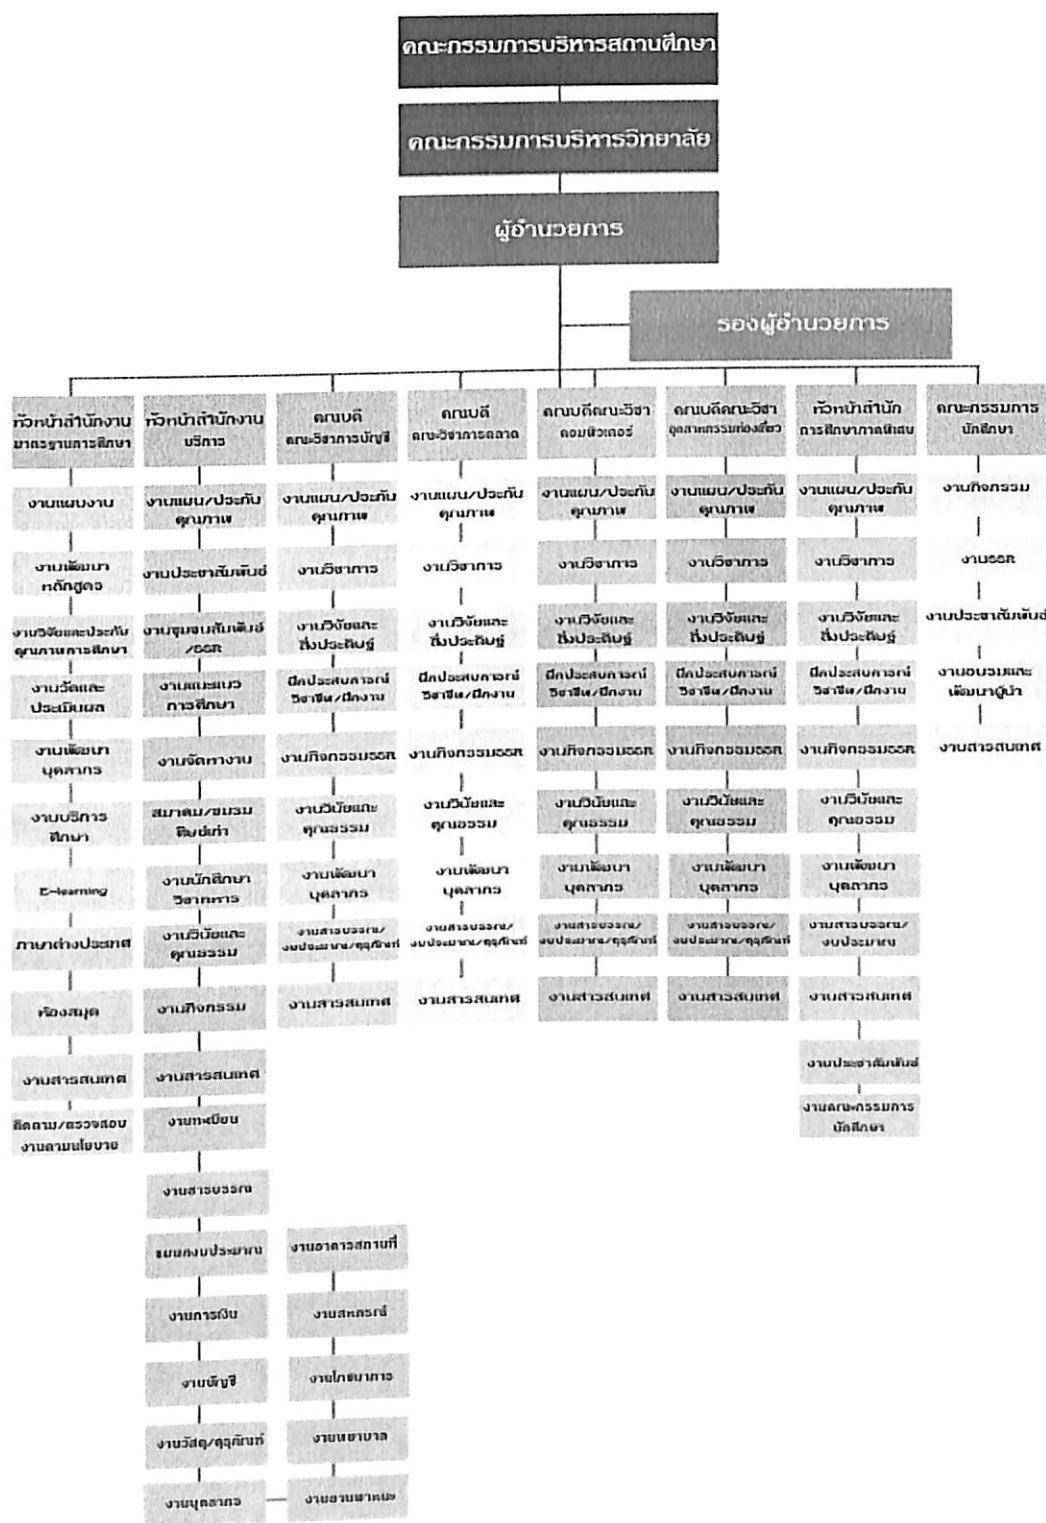 คณะกรรมการบริหารสถานศึกษา
คณะกรรมการบริหารวิทยาลัย
ผู้อำนวยการ
รองผู้อำนวยการ
หัวหน้าสำนักงาน
มาตรฐานการศึกษา
งานแผนงาน
งานพัฒนา
หลักสูตร
งานวิจัยและประกัน
คุณภาพการศึกษา
งานวัดและ
ประเมินผล
งานพัฒนา
บุคลากร
งานบริการ
ศึกษา
E-learning
ภาษาต่างประเทศ
ห้องสมุด
งานสารสนเทศ
ติดตาม/ตรวจสอบ
งานตามนโยบาย
หัวหน้าสำนักงาน
บริการ
งานแผน/ประกัน
คุณภาพ
งานประชาสัมพันธ์
งานชุมชนสัมพันธ์
/ธธก
งานแนะแนว
การศึกษา
งานจัดหางาน
สมาคม/ชมรม
ศิษย์เก่า
งานนักศึกษา
วิชาทหาร
งานวินัยและ
คุณธรรม
งานกิจกรรม
งานสารสนเทศ
งานทะเบียน
งานสารบรรณ
แผนกงบประมาณ
งานการเงิน
งานบัญชี
งานวัสดุ/ครุภัณฑ์
งานบุคลากร
งานอาคารสถานที่
งานสหกรณ์
งานโภชนาการ
งานพยาบาล
งานยานพาหนะ
คณบดี
คณะวิชาการบัญชี
งานแผน/ประกัน
คุณภาพ
งานวิชาการ
งานวิจัยและ
สิ่งประดิษฐ์
ฝึกประสบการณ์
วิชาชีพ/ฝึกงาน
งานกิจกรรมธธก
งานวินัยและ
คุณธรรม
งานพัฒนา
บุคลากร
งานสารบรรณ/
งบประมาณ/ครุภัณฑ์
งานสารสนเทศ
คณบดี
คณะวิชาการตลาด
งานแผน/ประกัน
คุณภาพ
งานวิชาการ
งานวิจัยและ
สิ่งประดิษฐ์
ฝึกประสบการณ์
วิชาชีพ/ฝึกงาน
งานกิจกรรมธธก
งานวินัยและ
คุณธรรม
งานพัฒนา
บุคลากร
งานสารบรรณ/
งบประมาณ/ครุภัณฑ์
งานสารสนเทศ
คณบดีคณะวิชา
คอมพิวเตอร์
งานแผน/ประกัน
คุณภาพ
งานวิชาการ
งานวิจัยและ
สิ่งประดิษฐ์
ฝึกประสบการณ์
วิชาชีพ/ฝึกงาน
งานกิจกรรมธธก
งานวินัยและ
คุณธรรม
งานพัฒนา
บุคลากร
งานสารบรรณ/
งบประมาณ/ครุภัณฑ์
งานสารสนเทศ
คณบดีคณะวิชา
อุตสาหกรรมท่องเที่ยว
งานแผน/ประกัน
คุณภาพ
งานวิชาการ
งานวิจัยและ
สิ่งประดิษฐ์
ฝึกประสบการณ์
วิชาชีพ/ฝึกงาน
งานกิจกรรมธธก
งานวินัยและ
คุณธรรม
งานพัฒนา
บุคลากร
งานสารบรรณ/
งบประมาณ/ครุภัณฑ์
งานสารสนเทศ
หัวหน้าสำนัก
การศึกษาภาคพิเศษ
งานแผน/ประกัน
คุณภาพ
งานวิชาการ
งานวิจัยและ
สิ่งประดิษฐ์
ฝึกประสบการณ์
วิชาชีพ/ฝึกงาน
งานกิจกรรมธธก
งานวินัยและ
คุณธรรม
งานพัฒนา
บุคลากร
งานสารบรรณ/
งบประมาณ
งานสารสนเทศ
งานประชาสัมพันธ์
งานคณะกรรมการ
นักศึกษา
คณะกรรมการ
นักศึกษา
งานกิจกรรม
งานธธก
งานประชาสัมพันธ์
งานอบรมและ
พัฒนาผู้นำ
งานสารสนเทศ